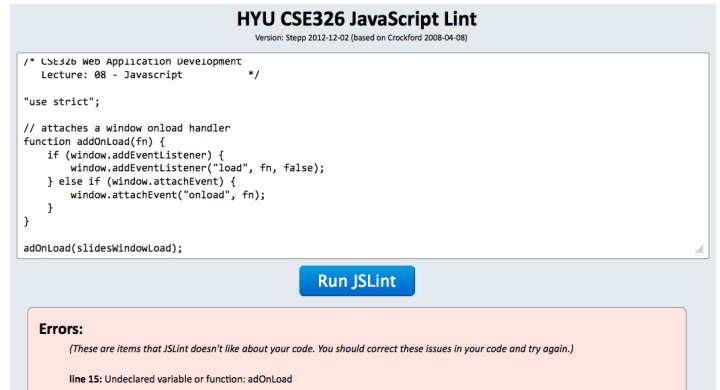 HYU CSE326 JavaScript Lint
Version: Stepp 2012-12-02 (based on Crockford 2008-04-08)
/* CSE326 Web Application Development
   Lecture: 08 - Javascript          */
"use strict";
// attaches a window onload handler
function addOnLoad(fn) {
    if (window.addEventListener) {
        window.addEventListener("load", fn, false);
    } else if (window.attachEvent) {
        window.attachEvent("onload", fn);
    }
}
adOnLoad(slidesWindowLoad);
Run JSLint
Errors:
(These are items that JSLint doesn't like about your code. You should correct these issues in your code and try again.)
line 15: Undeclared variable or function: adOnLoad